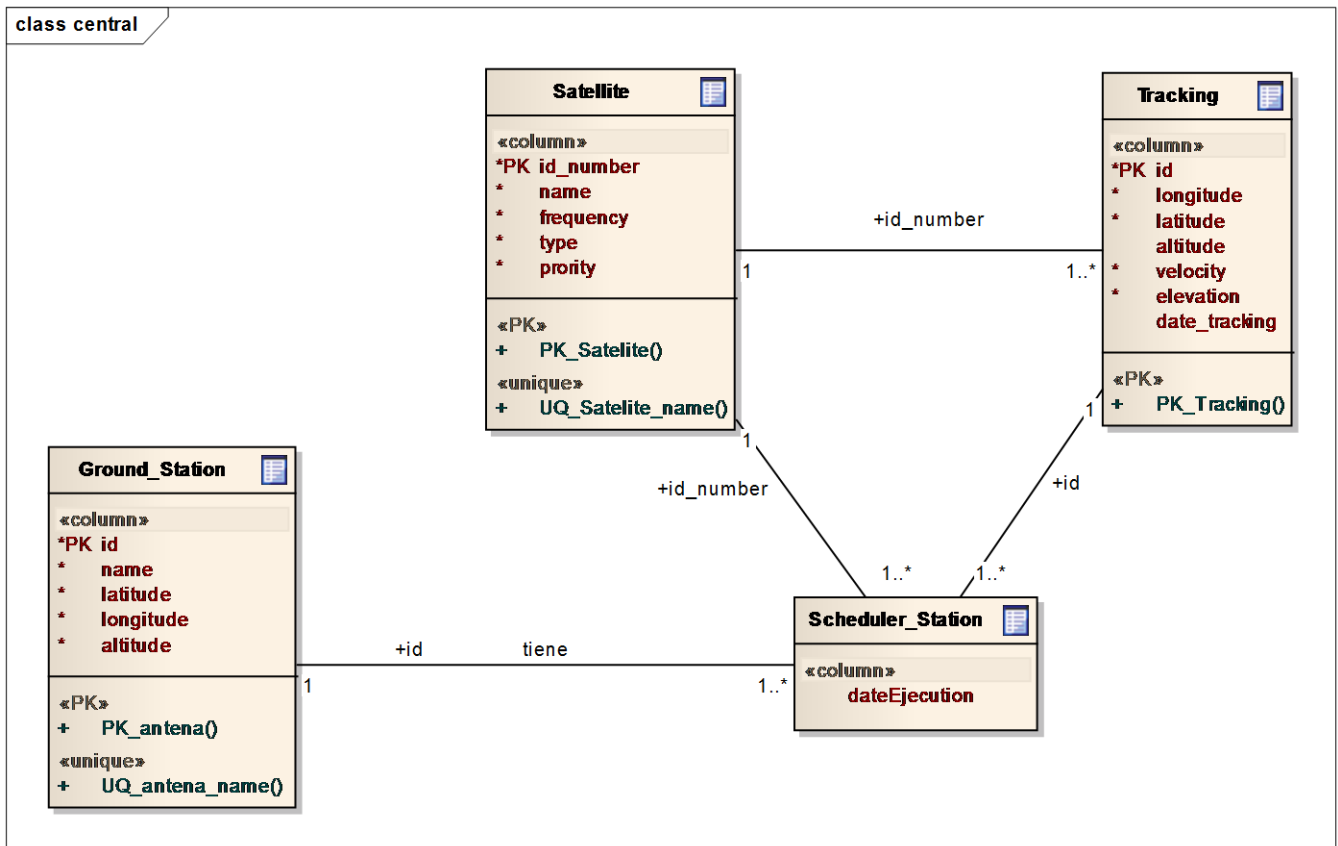 class central
Satellite
«column»
*PK id_number
* name
* frequency
* type
* prority
«PK»
+ PK_Satelite()
«unique»
+ UQ_Satelite_name()
Tracking
«column»
*PK id
* longitude
* latitude
altitude
* velocity
* elevation
date_tracking
«PK»
+ PK_Tracking()
+id_number
1
1..*
Ground_Station
«column»
*PK id
* name
* latitude
* longitude
* altitude
«PK»
+ PK_antena()
«unique»
+ UQ_antena_name()
1
+id_number
1..*
1
+id
1..*
Scheduler_Station
«column»
dateEjecution
+id tiene
1
1..*